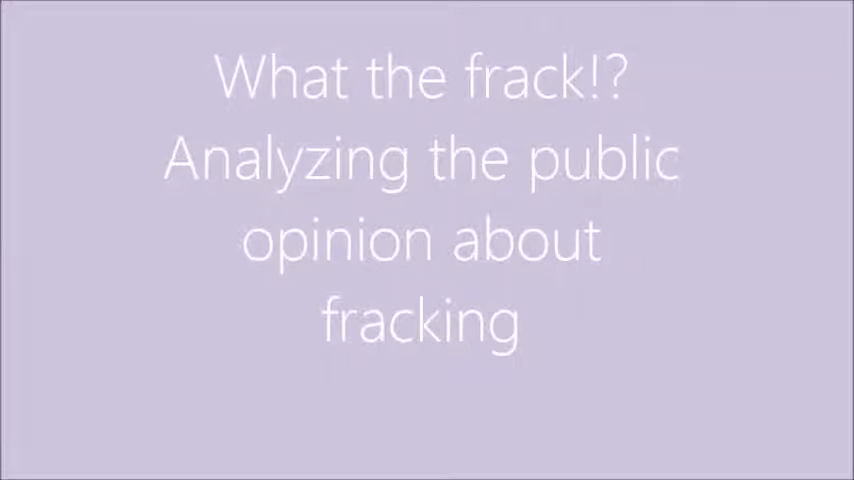 What the frack!?
Analyzing the public
opinion about
fracking